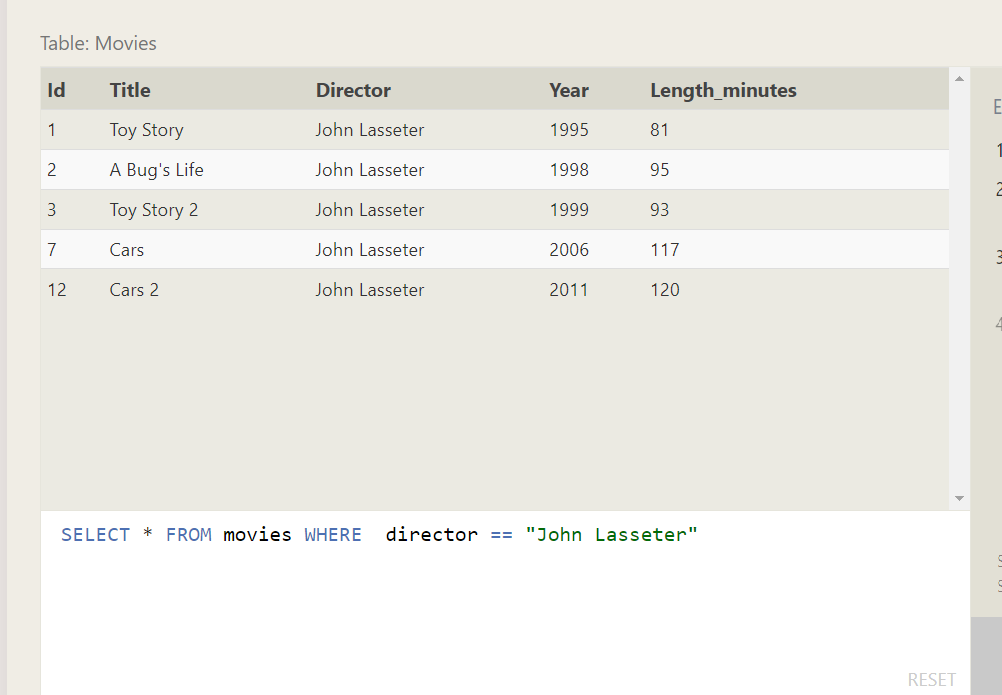 Table: Movies
Id Title Director Year Length_minutes
1 Toy Story John Lasseter 1995 81
2 A Bug's Life John Lasseter 1998 95
3 Toy Story 2 John Lasseter 1999 93
7 Cars John Lasseter 2006 117
12 Cars 2 John Lasseter 2011 120
SELECT * FROM movies WHERE  director == "John Lasseter"
RESET